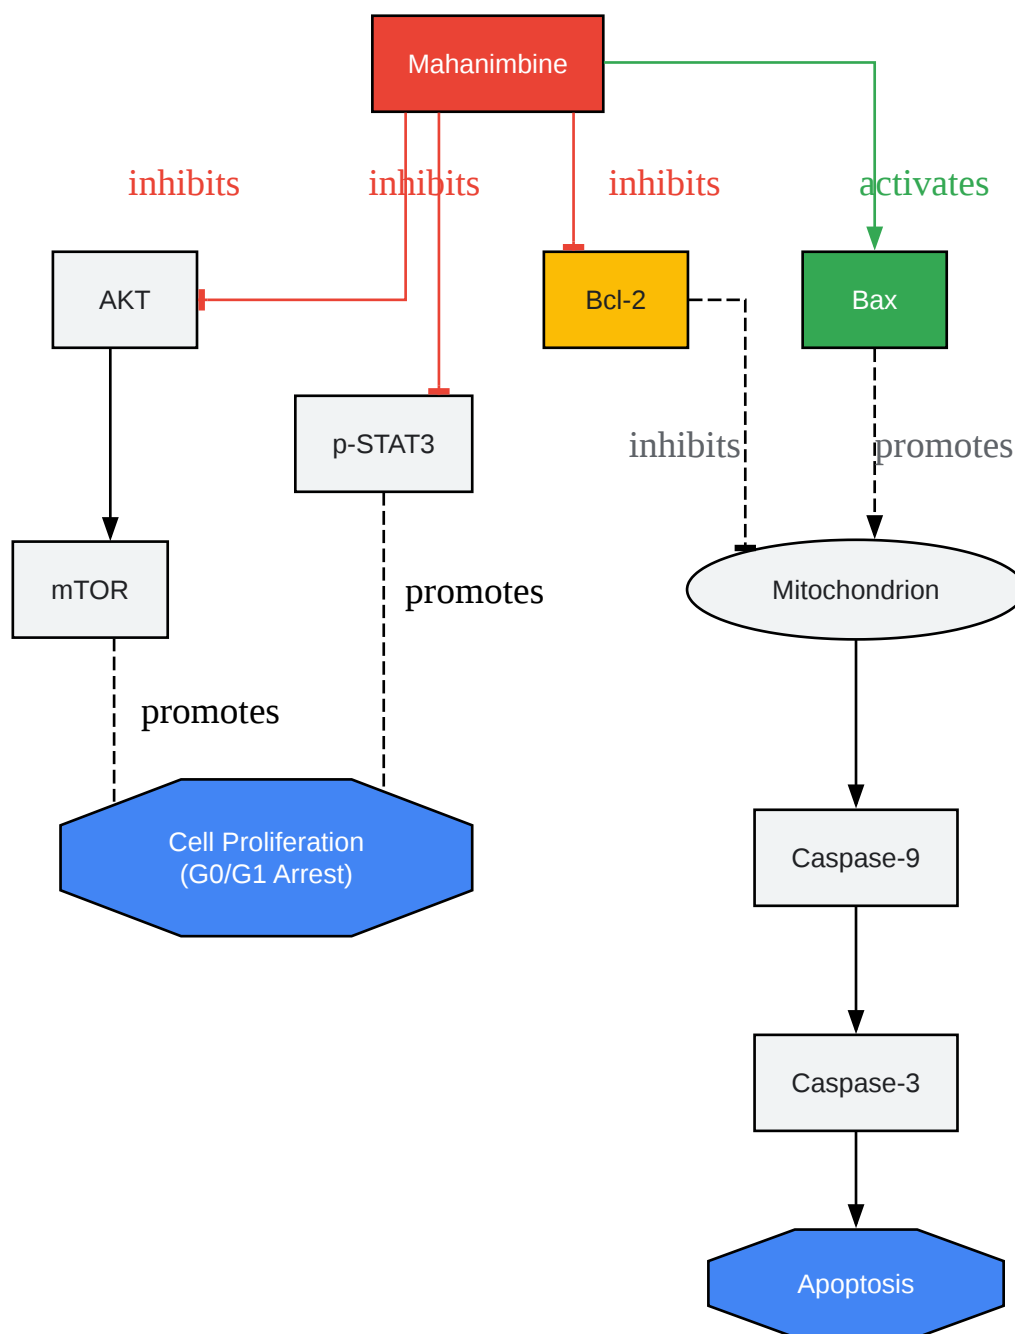 Mahanimbine
inhibits
inhibits
inhibits
activates
AKT
Bcl-2
Bax
p-STAT3
inhibits
promotes
mTOR
promotes
Mitochondrion
promotes
Cell Proliferation
(G0/G1 Arrest)
Caspase-9
Caspase-3
Apoptosis